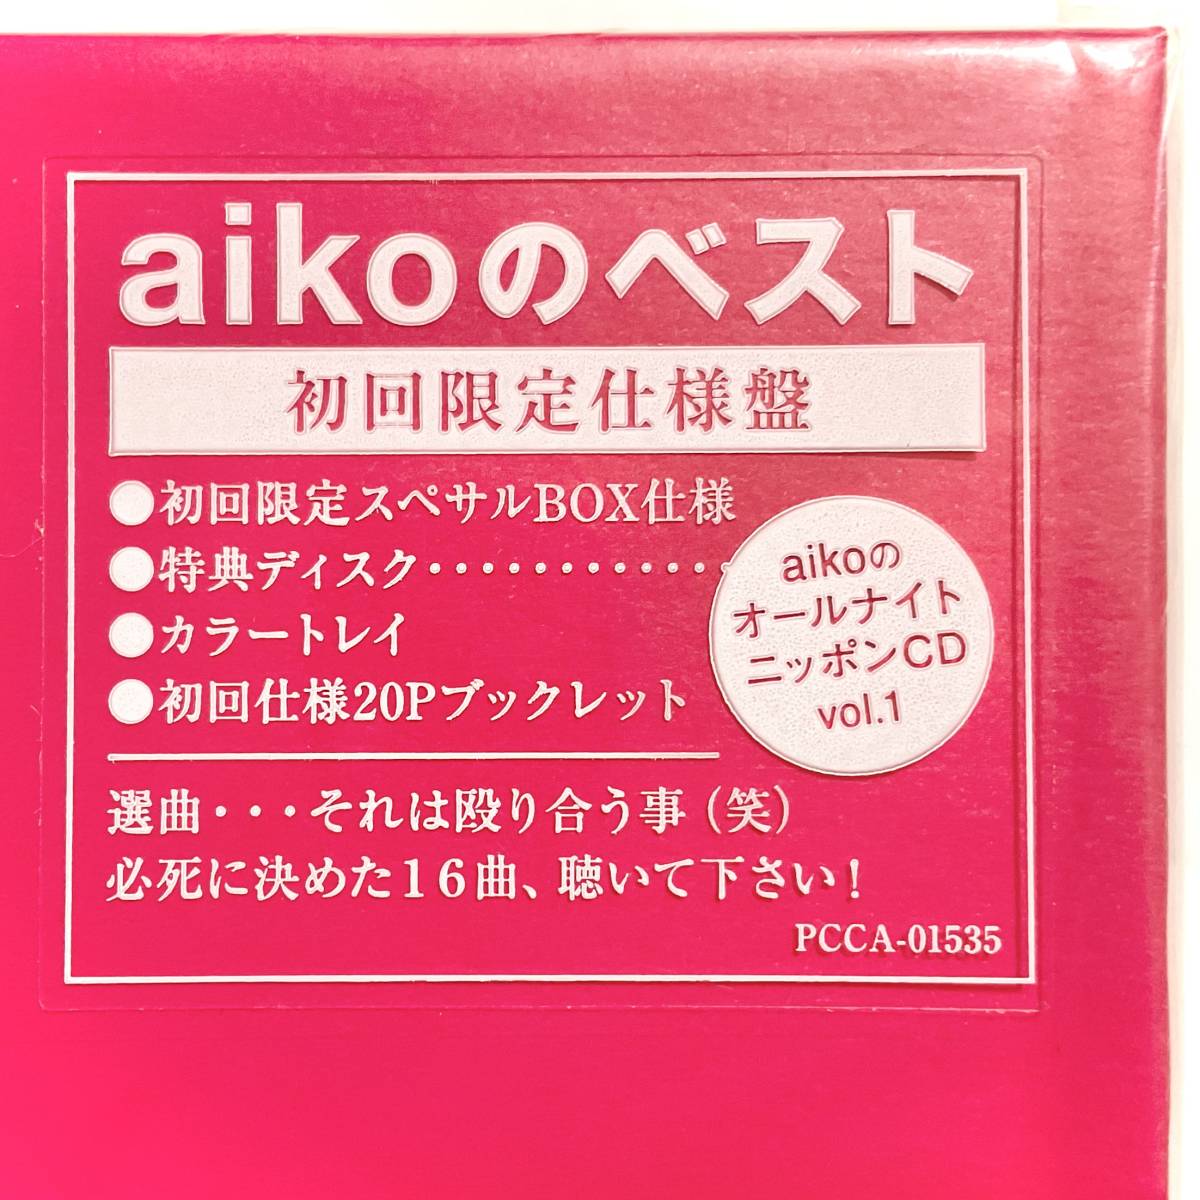 aikoのベスト
初回限定仕様盤
●初回限定スペサルBOX仕様
●特典ディスク・・・・・・・・・・・・
aikoの
オールナイト
ニッポンCD
vol.1
●カラートレイ
●初回仕様20Pブックレット
選曲・・・それは殴り合う事（笑）
必死に決めた16曲、聴いて下さい！
PCCA-01535